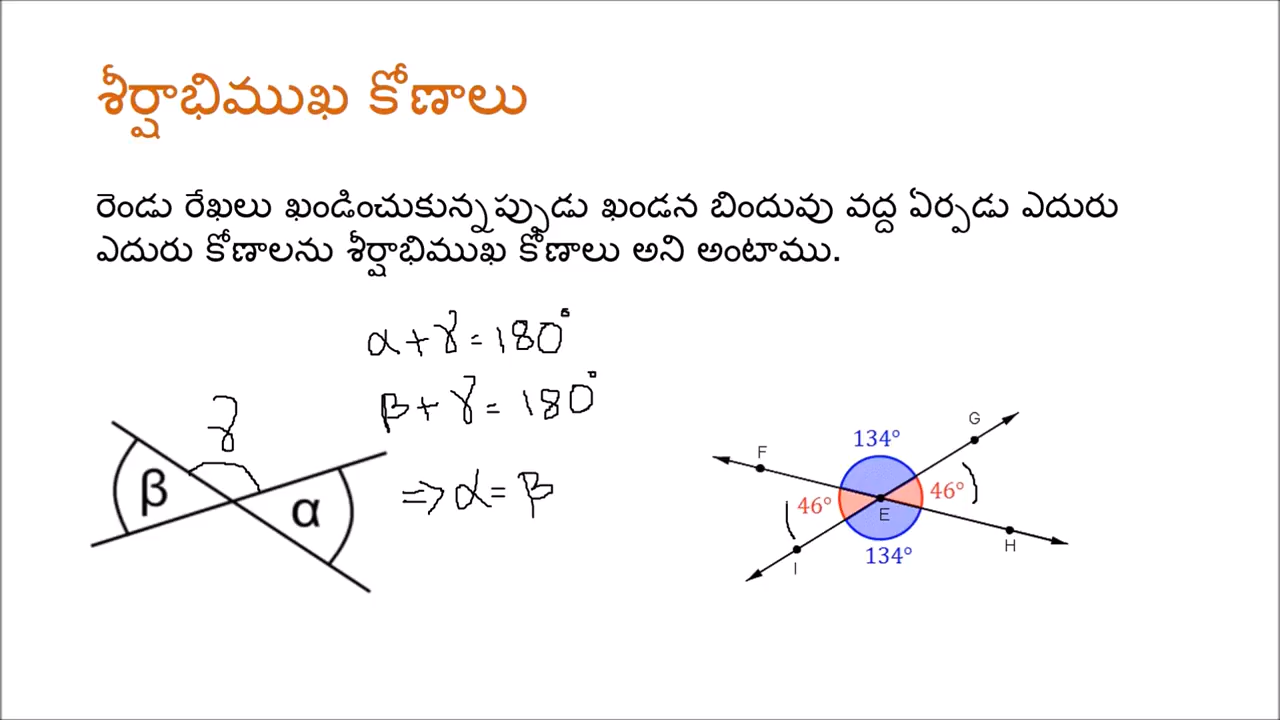 శీర్షాభిముఖ కోణాలు
రెండు రేఖలు ఖండించుకున్నప్పుడు ఖండన బిందువు వద్ద ఏర్పడు ఎదురు
ఎదురు కోణాలను శీర్షాభిముఖ కోణాలు అని అంటాము.
α+γ=180°
β+γ=180°
⇒α=β
γ
β
α
134°
G
F
46°
46°
E
134°
H
I